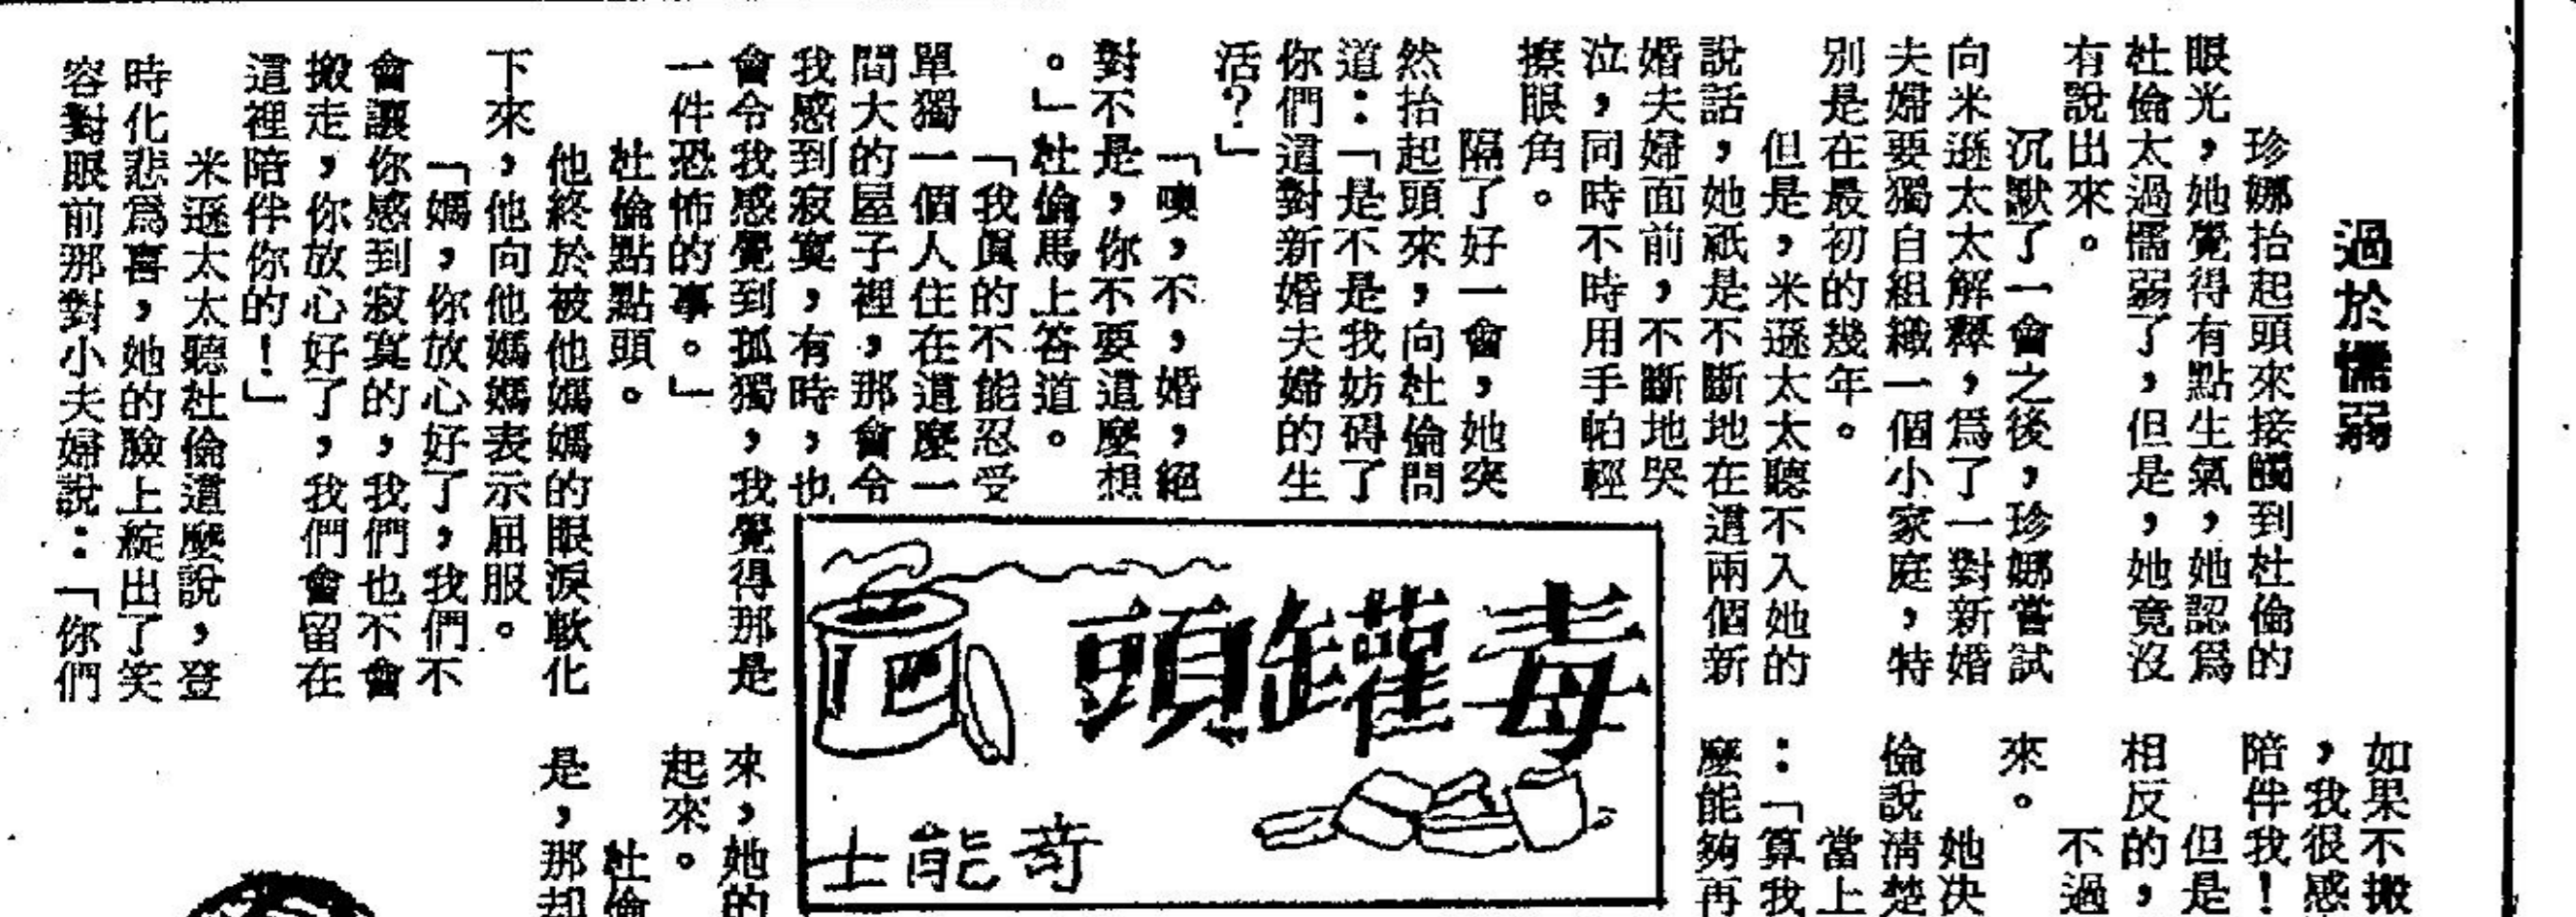 過於懦弱
珍娜抬起頭來接觸到杜倫的
眼光，她覺得有點生氣，她認爲
杜倫太過懦弱了，但是，她竟沒
有說出來。
沉默了一會之後，珍娜嘗試
向米遜太太解釋，爲了一對新婚
夫婦要獨自組織一個小家庭，特
別是在最初的幾年。
但是，米遜太太聽不入她的
說話，她祇是不斷地在這兩個新
婚夫婦面前，不斷地哭
泣，同時不時用手帕輕
擦眼角。
隔了好一會，她突
然抬起頭來，向杜倫問
道：「是不是我妨碍了
你們這對新婚夫婦的生
活？」
「噢，不，婚，絕
對不是，你不要這麼想
。」杜倫馬上答道。
「我眞的不能忍受
單獨一個人住在這麼一
間大的屋子裡，那會令
我感到寂寞，有時，也
會令我感覺到孤獨，我覺得那是
一件恐怖的事。」
杜倫點點頭。
他終於被他媽媽的眼淚軟化
下來，他向他媽媽表示屈服。
「媽，你放心好了，我們不
會讓你感到寂寞的，我們也不會
搬走，你放心好了，我們會留在
這裡陪伴你的！」
米遜太太聽杜倫這麼說，登
時化悲爲喜，她的臉上綻出了笑
容對眼前那對小夫婦說：「你們
毒罐頭
奇能士
如果不搬
，我很感
陪伴我！
但是
相反的，
不過
來。
她决
倫說清楚
當上
：「算我
麼能夠再
來，她的
起來。
杜倫
是，那却